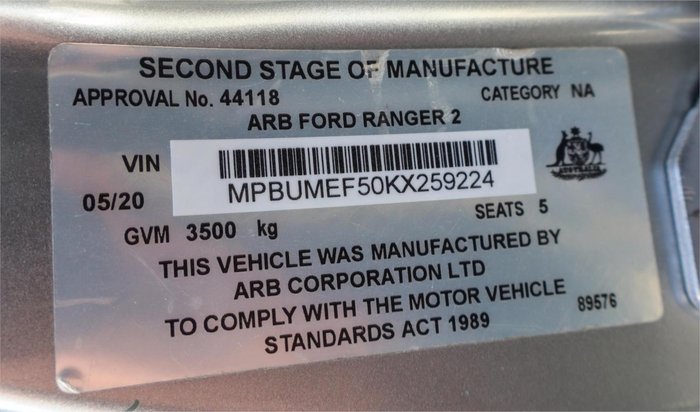 SECOND STAGE OF MANUFACTURE
APPROVAL No. 44118 CATEGORY NA
ARB FORD RANGER 2
VIN MPBUMEF50KX259224
AUSTRALIA
05/20
GVM 3500 kg SEATS 5
THIS VEHICLE WAS MANUFACTURED BY
ARB CORPORATION LTD
TO COMPLY WITH THE MOTOR VEHICLE 89576
STANDARDS ACT 1989